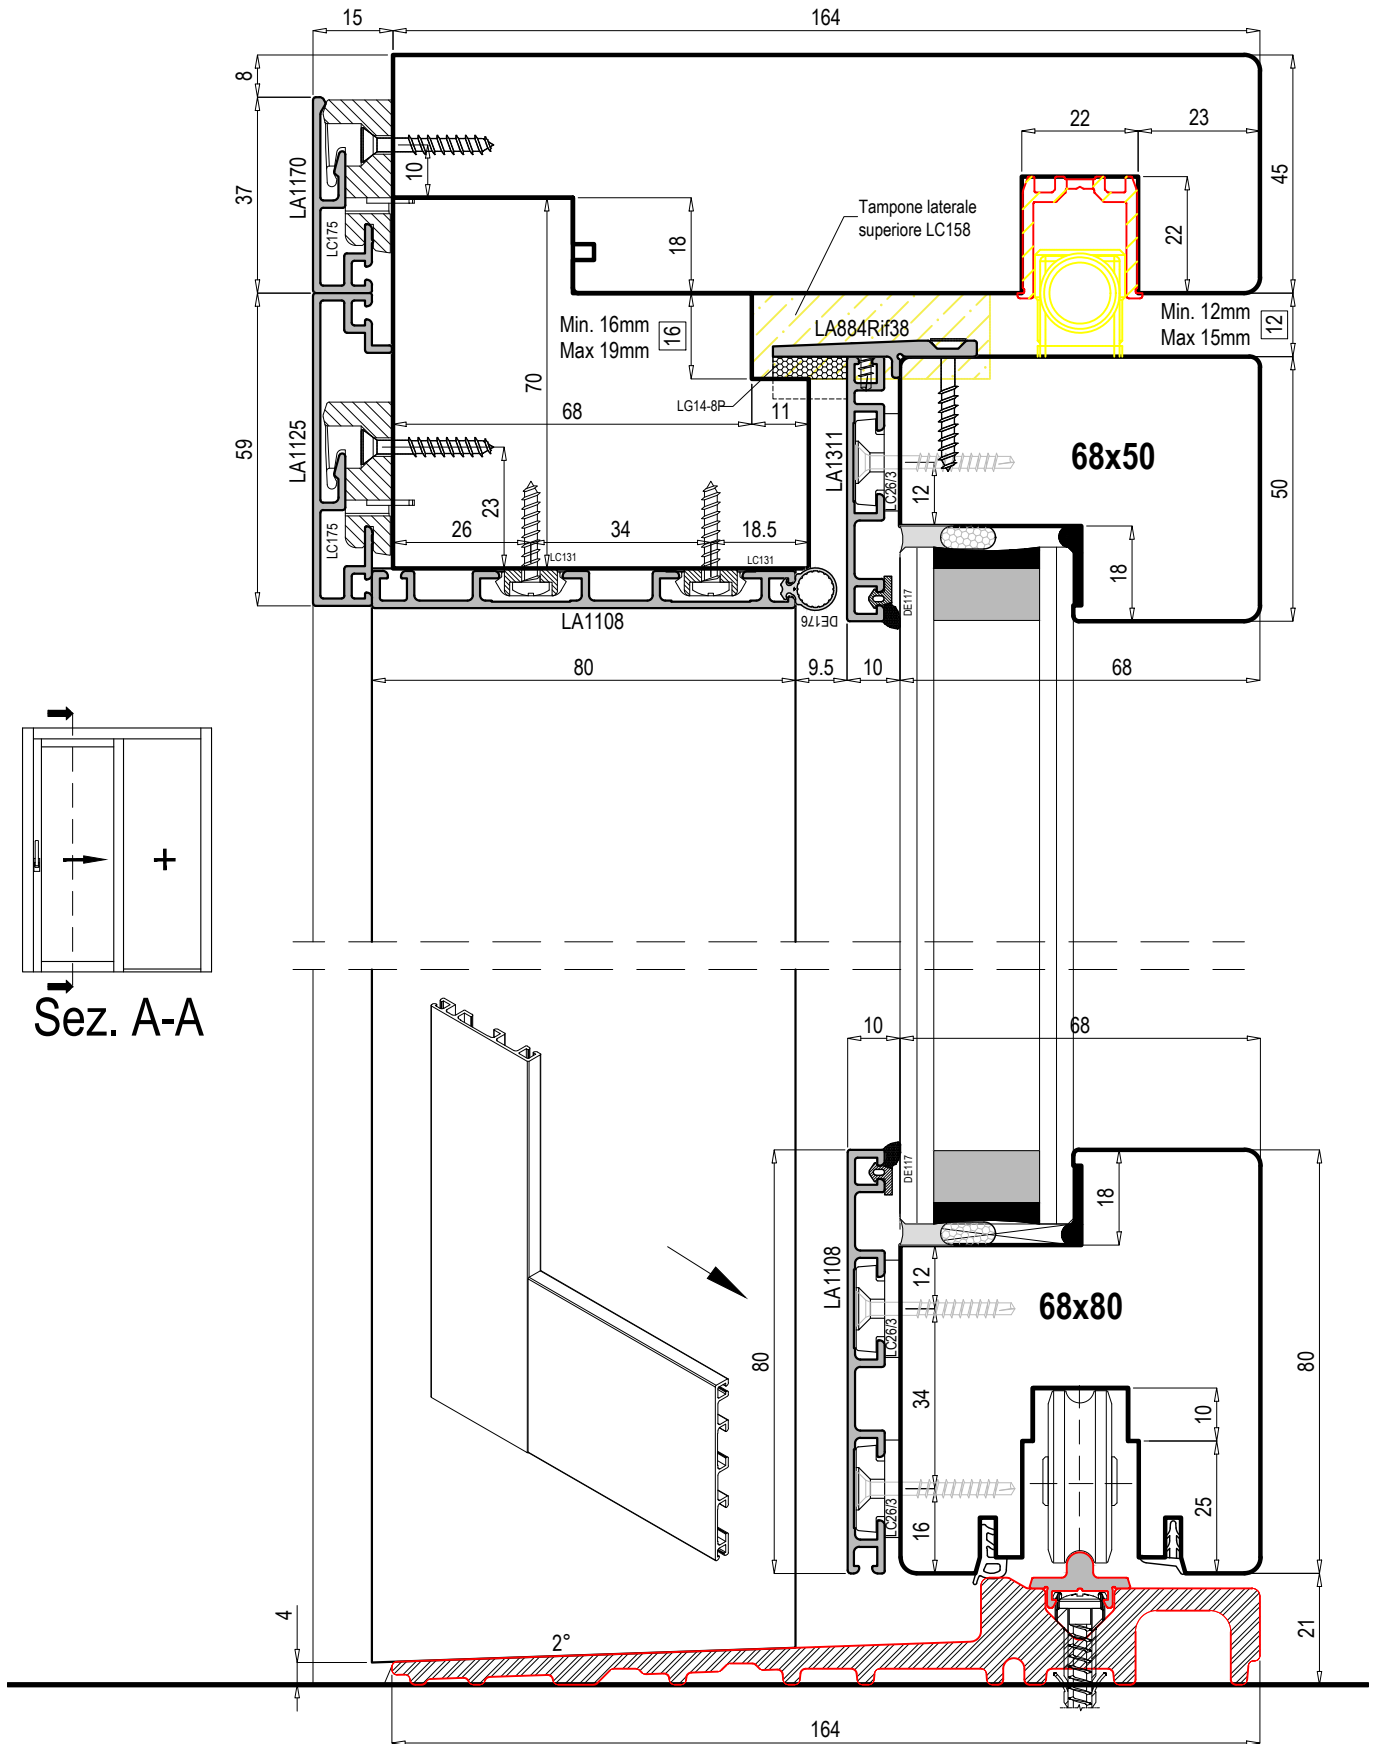 15
164
8
37
LA1170
LC175
10
22
23
45
Tampone laterale
superiore LC158
18
22
Min. 16mm
Max 19mm
16
LA884Rif38
Min. 12mm
Max 15mm
12
59
LA1125
LC175
70
68
LG14-8P
11
LA1311
LC26/3
12
68x50
50
23
26
34
18.5
LC131
LC131
LA1108
DE176
DE117
18
80
9.5
10
68
Sez. A-A
10
68
DE117
18
LA1108
12
LC26/3
68x80
80
34
80
10
25
LC26/3
16
4
2°
21
164